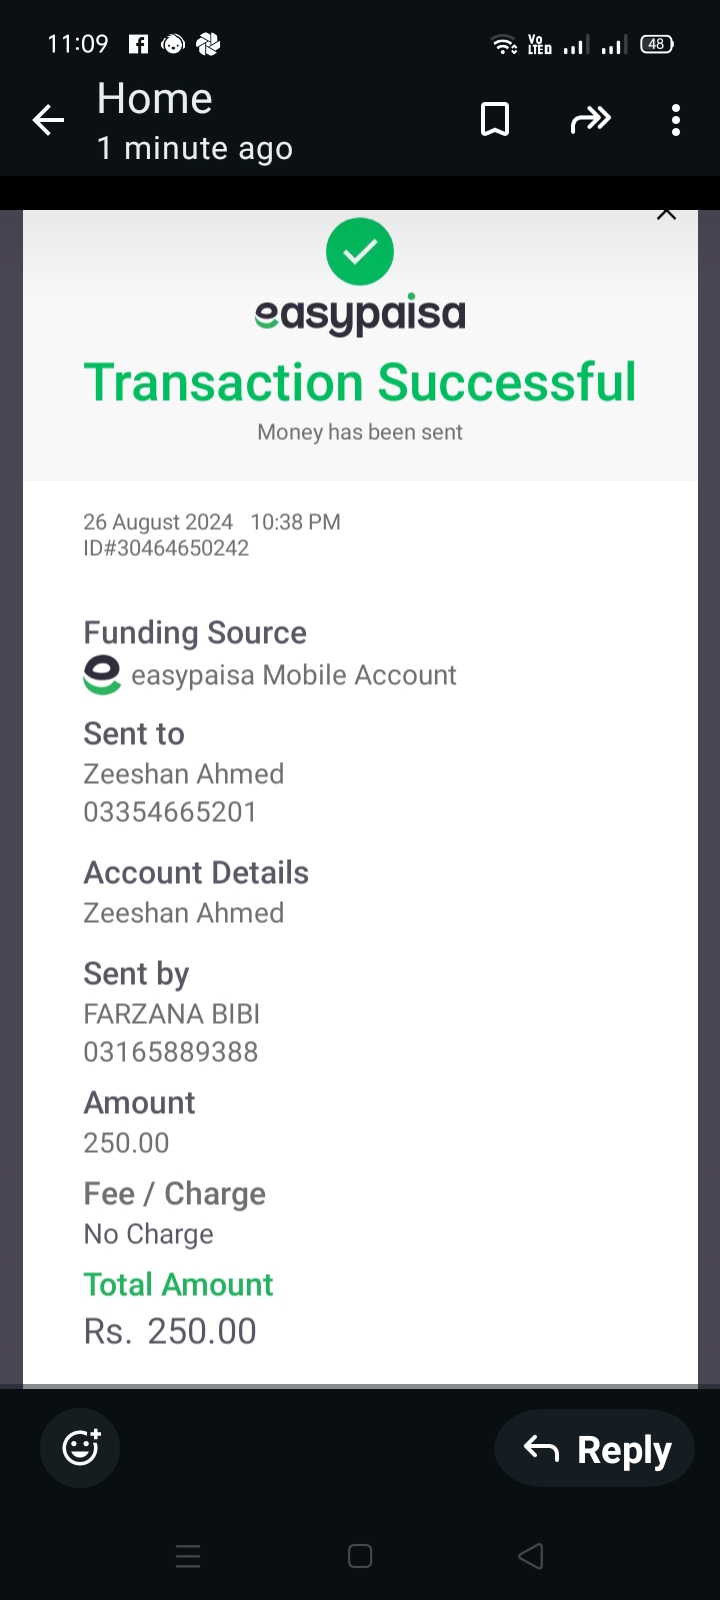 11:09
Vo
LTED
48
Home
1 minute ago
easypaisa
Transaction Successful
Money has been sent
26 August 2024 10:38 PM
ID#30464650242
Funding Source
easypaisa Mobile Account
Sent to
Zeeshan Ahmed
03354665201
Account Details
Zeeshan Ahmed
Sent by
FARZANA BIBI
03165889388
Amount
250.00
Fee / Charge
No Charge
Total Amount
Rs. 250.00
Reply